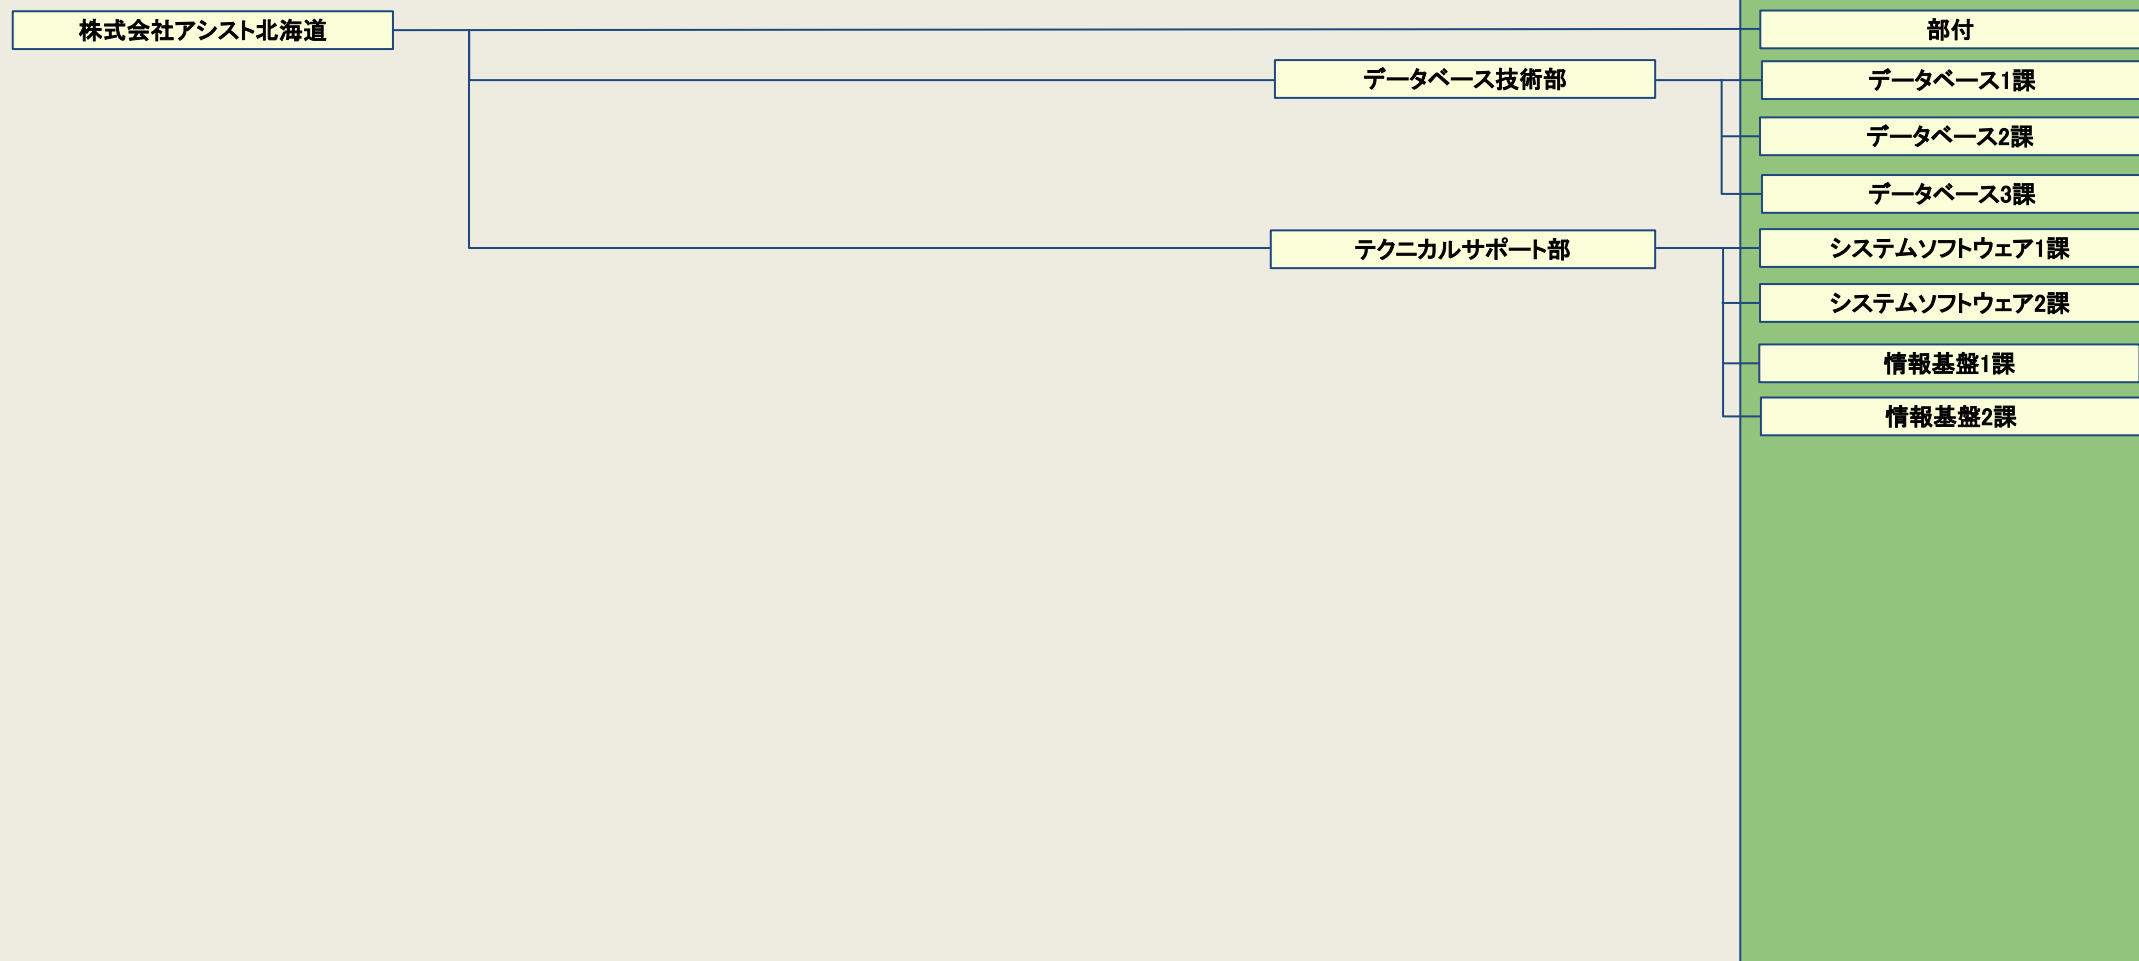 株式会社アシスト北海道
部付
データベース技術部
データベース1課
データベース2課
データベース3課
テクニカルサポート部
システムソフトウェア1課
システムソフトウェア2課
情報基盤1課
情報基盤2課